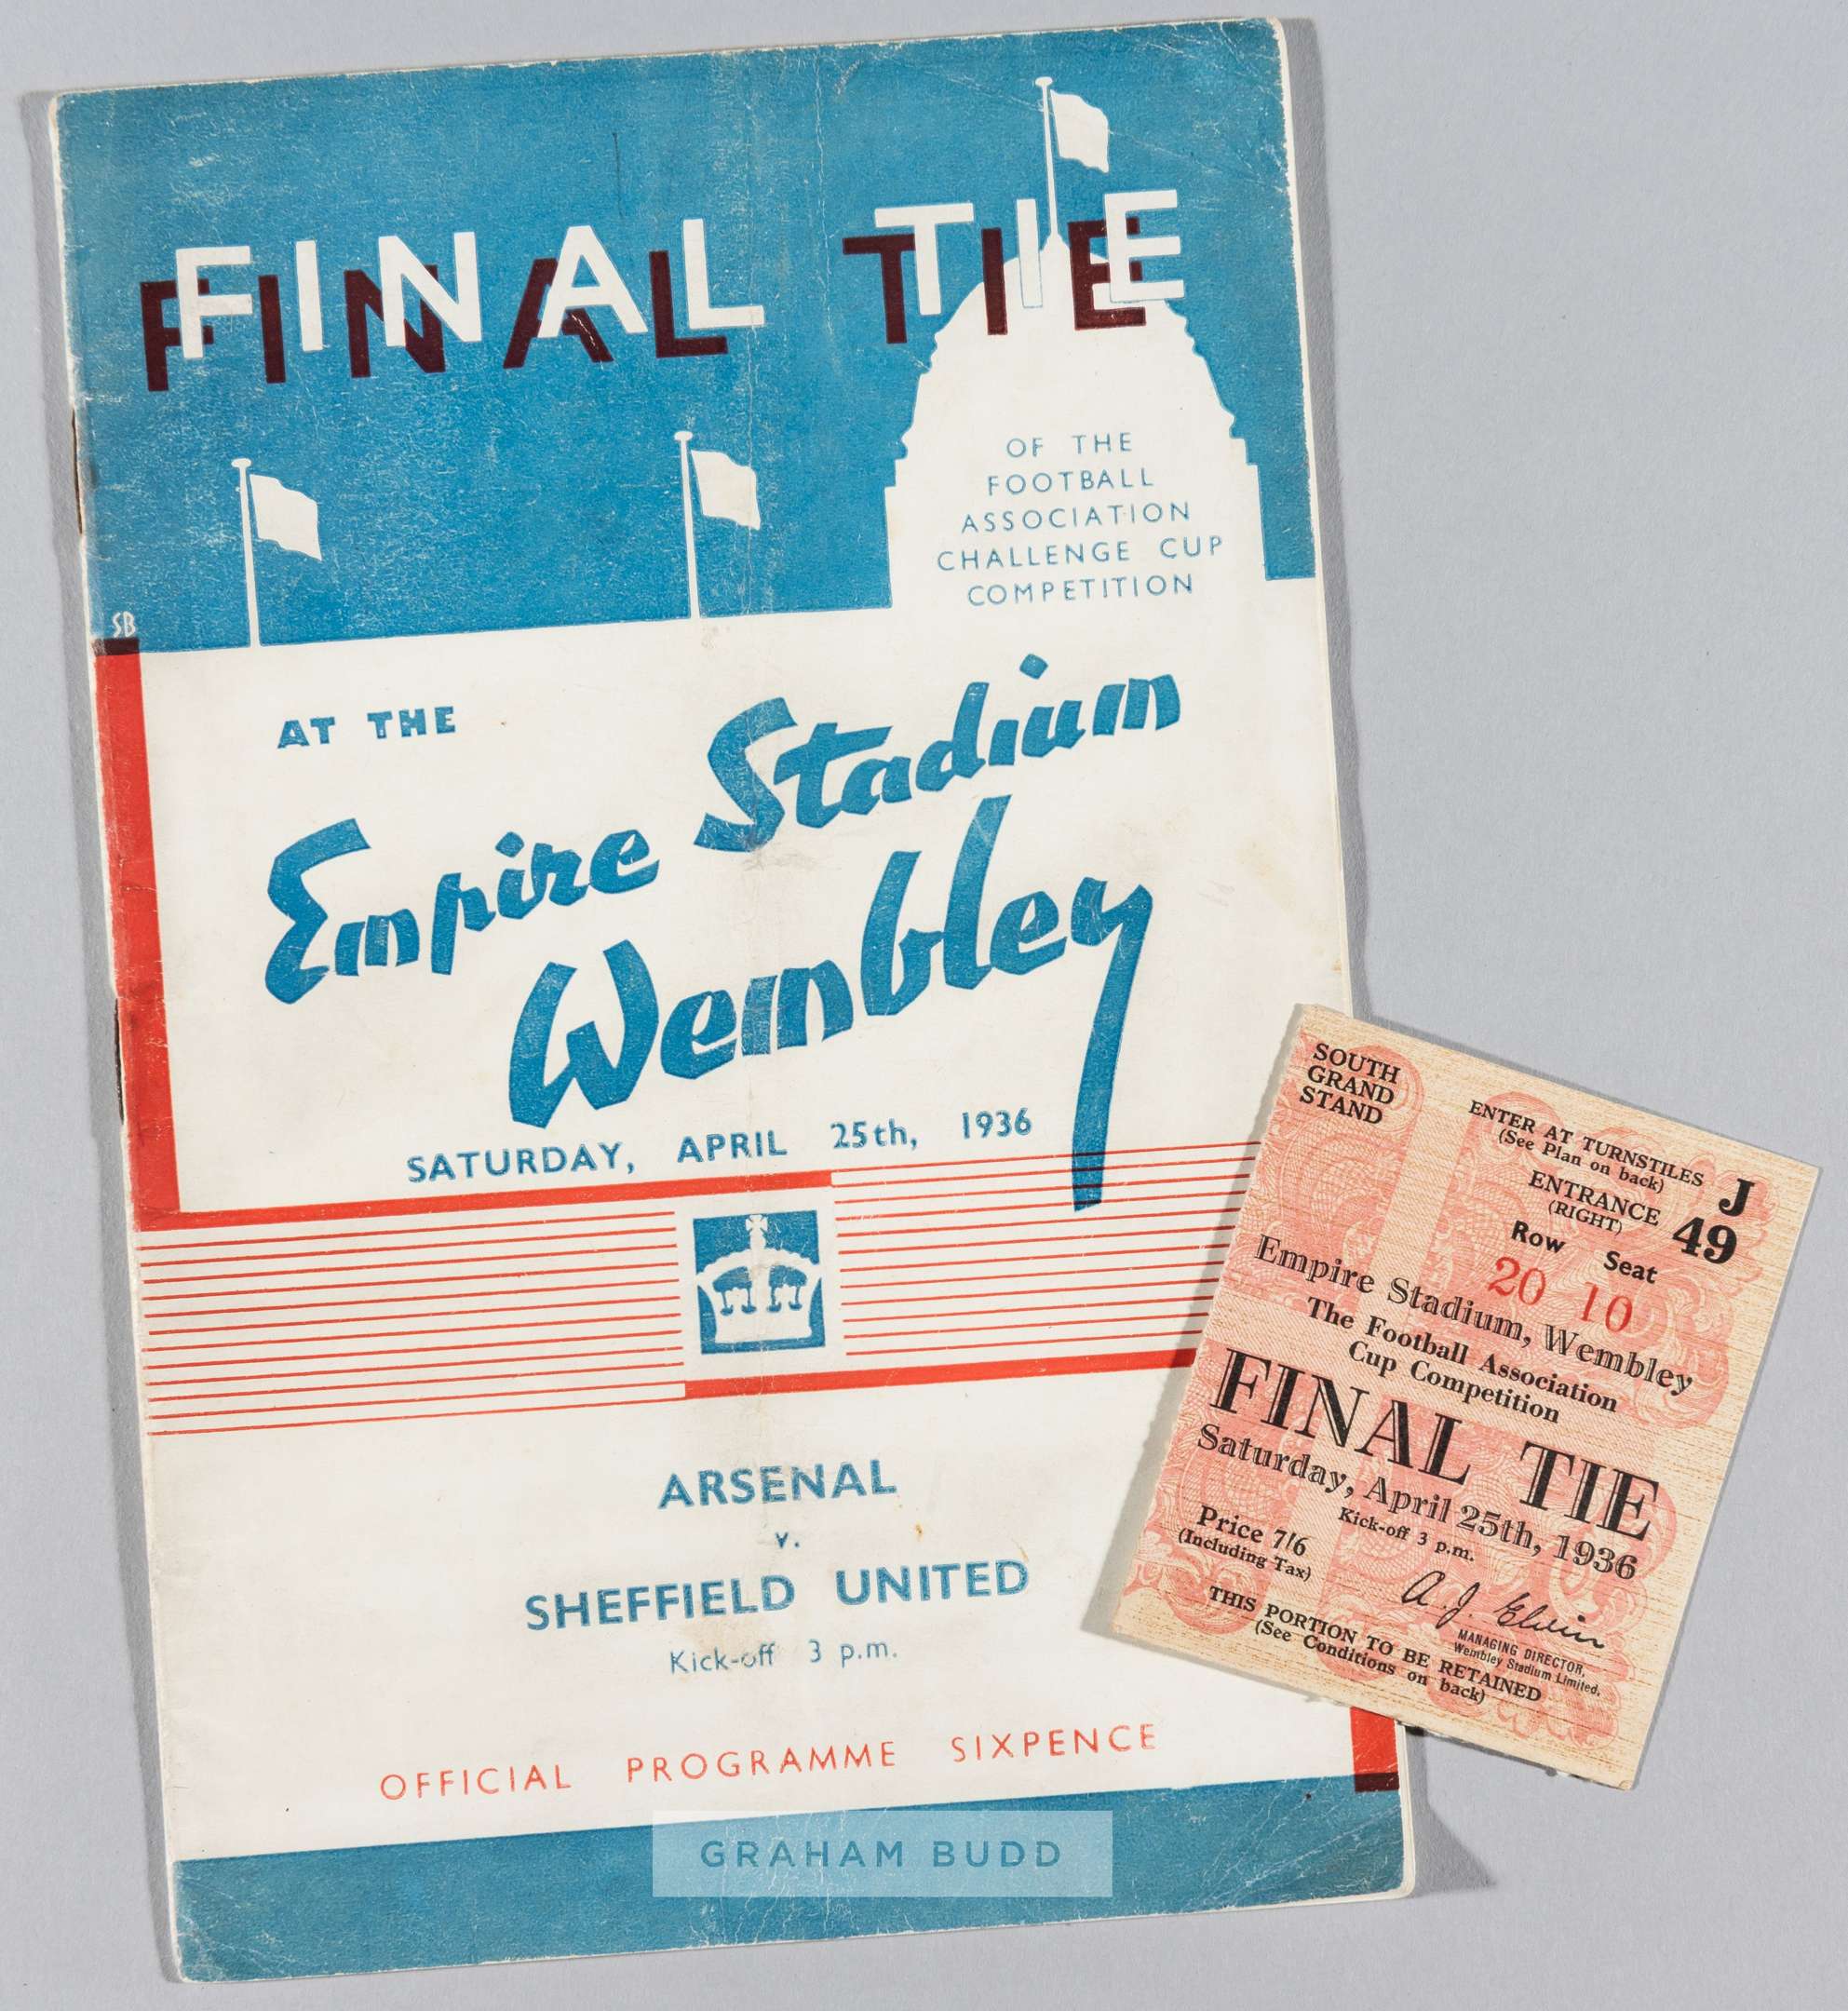 FINAL TIE
OF THE
FOOTBALL
ASSOCIATION
CHALLENGE CUP
COMPETITION
SB
AT THE
Empire Stadium
Wembley
SATURDAY, APRIL 25th, 1936
ARSENAL
v.
SHEFFIELD UNITED
Kick-off 3 p.m.
OFFICIAL PROGRAMME SIXPENCE
GRAHAM BUDD
SOUTH
GRAND
STAND
ENTER AT TURNSTILES J
(See Plan on back)
ENTRANCE 49
(RIGHT)
Row Seat
20 10
Empire Stadium, Wembley
The Football Association
Cup Competition
FINAL TIE
Saturday, April 25th, 1936
Kick-off 3 p.m.
Price 7/6
(Including Tax)
A. J. Elvin
MANAGING DIRECTOR,
Wembley Stadium Limited.
THIS PORTION TO BE RETAINED
(See Conditions on back)